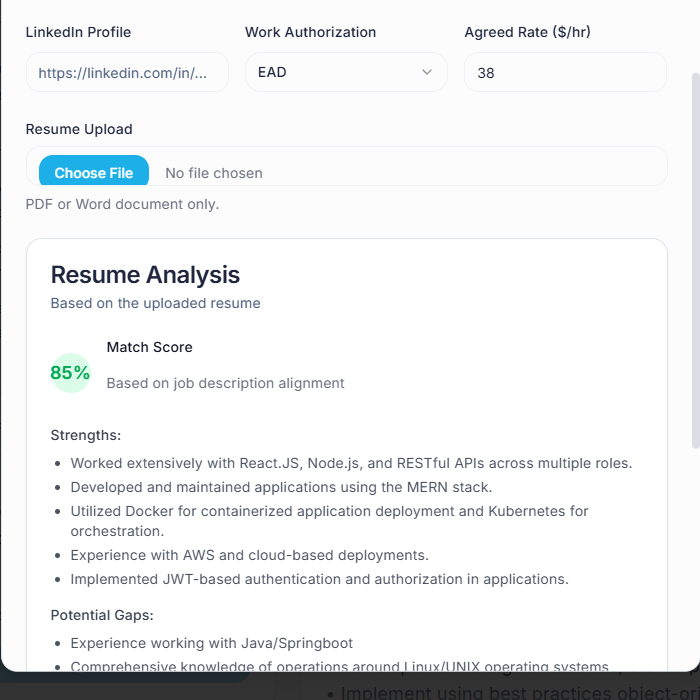 LinkedIn Profile Work Authorization Agreed Rate ($/hr)
https://linkedin.com/in/... EAD 38
Resume Upload
Choose File No file chosen
PDF or Word document only.
Resume Analysis
Based on the uploaded resume
Match Score
85%
Based on job description alignment
Strengths:
• Worked extensively with React.JS, Node.js, and RESTful APIs across multiple roles.
• Developed and maintained applications using the MERN stack.
• Utilized Docker for containerized application deployment and Kubernetes for
orchestration.
• Experience with AWS and cloud-based deployments.
• Implemented JWT-based authentication and authorization in applications.
Potential Gaps:
• Experience working with Java/Springboot
• Comprehensive knowledge of operations around Linux/UNIX operating systems
• Implement using best practices object-or